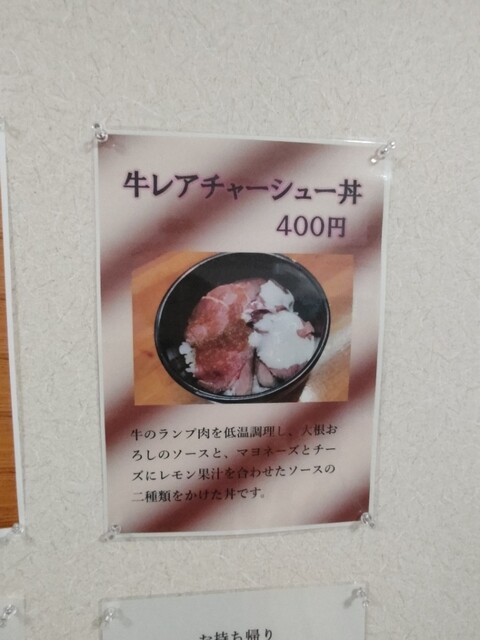 牛レアチャーシュー丼
400円
牛のランプ肉を低温調理し、大根お
ろしのソースと、マヨネーズとチー
ズにレモン果汁を合わせたソースの
二種類をかけた丼です。
お持ち帰り